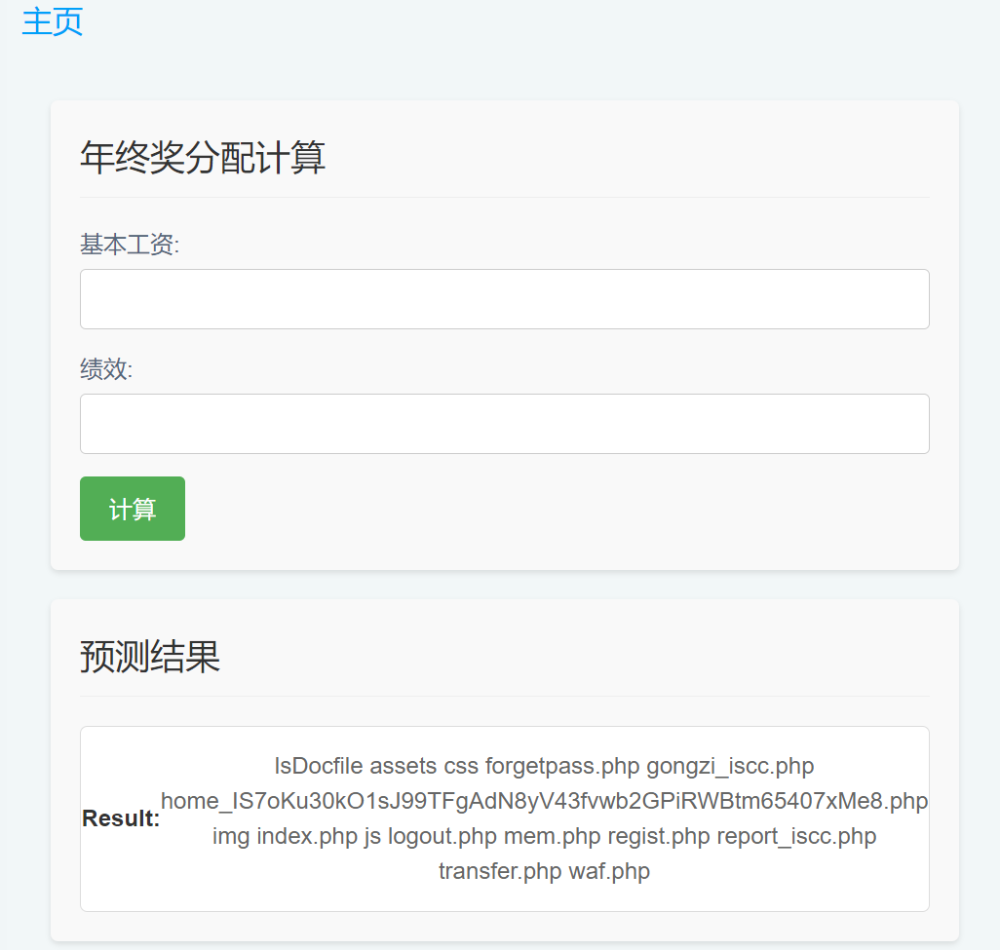 主页
年终奖分配计算
基本工资:
绩效:
计算
预测结果
IsDocfile assets css forgetpass.php gongzi_iscc.php
home_IS7oKu30kO1sJ99TFgAdN8yV43fvwb2GPiRWBtm65407xMe8.php
Result:
img index.php js logout.php mem.php regist.php report_iscc.php
transfer.php waf.php